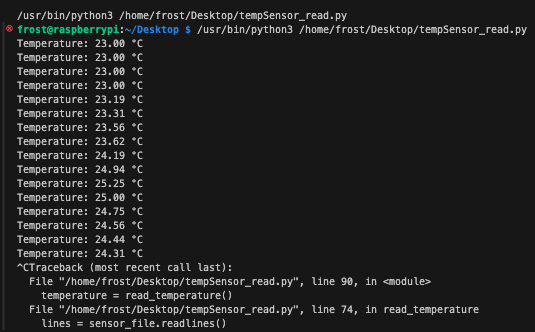 /usr/bin/python3 /home/frost/Desktop/tempSensor_read.py
frost@raspberrypi:~/Desktop $ /usr/bin/python3 /home/frost/Desktop/tempSensor_read.py
Temperature: 23.00 °C
Temperature: 23.00 °C
Temperature: 23.00 °C
Temperature: 23.00 °C
Temperature: 23.19 °C
Temperature: 23.31 °C
Temperature: 23.56 °C
Temperature: 23.62 °C
Temperature: 24.19 °C
Temperature: 24.94 °C
Temperature: 25.25 °C
Temperature: 25.00 °C
Temperature: 24.75 °C
Temperature: 24.56 °C
Temperature: 24.44 °C
Temperature: 24.31 °C
^CTraceback (most recent call last):
  File "/home/frost/Desktop/tempSensor_read.py", line 90, in <module>
    temperature = read_temperature()
  File "/home/frost/Desktop/tempSensor_read.py", line 74, in read_temperature
    lines = sensor_file.readlines()